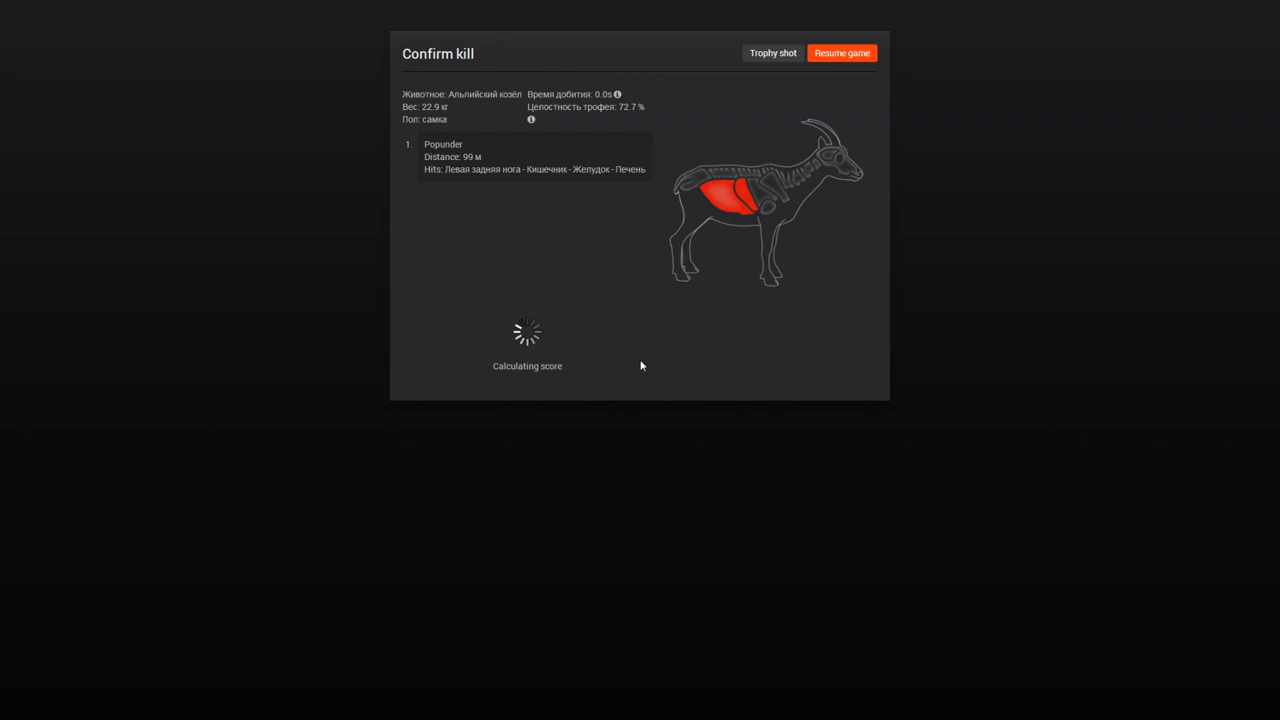 Confirm kill
Trophy shot
Resume game
Животное: Альпийский козёл
Время добития: 0.0s
Вес: 22.9 кг
Целостность трофея: 72.7 %
Пол: самка
1.
Popunder
Distance: 99 м
Hits: Левая задняя нога - Кишечник - Желудок - Печень
Calculating score